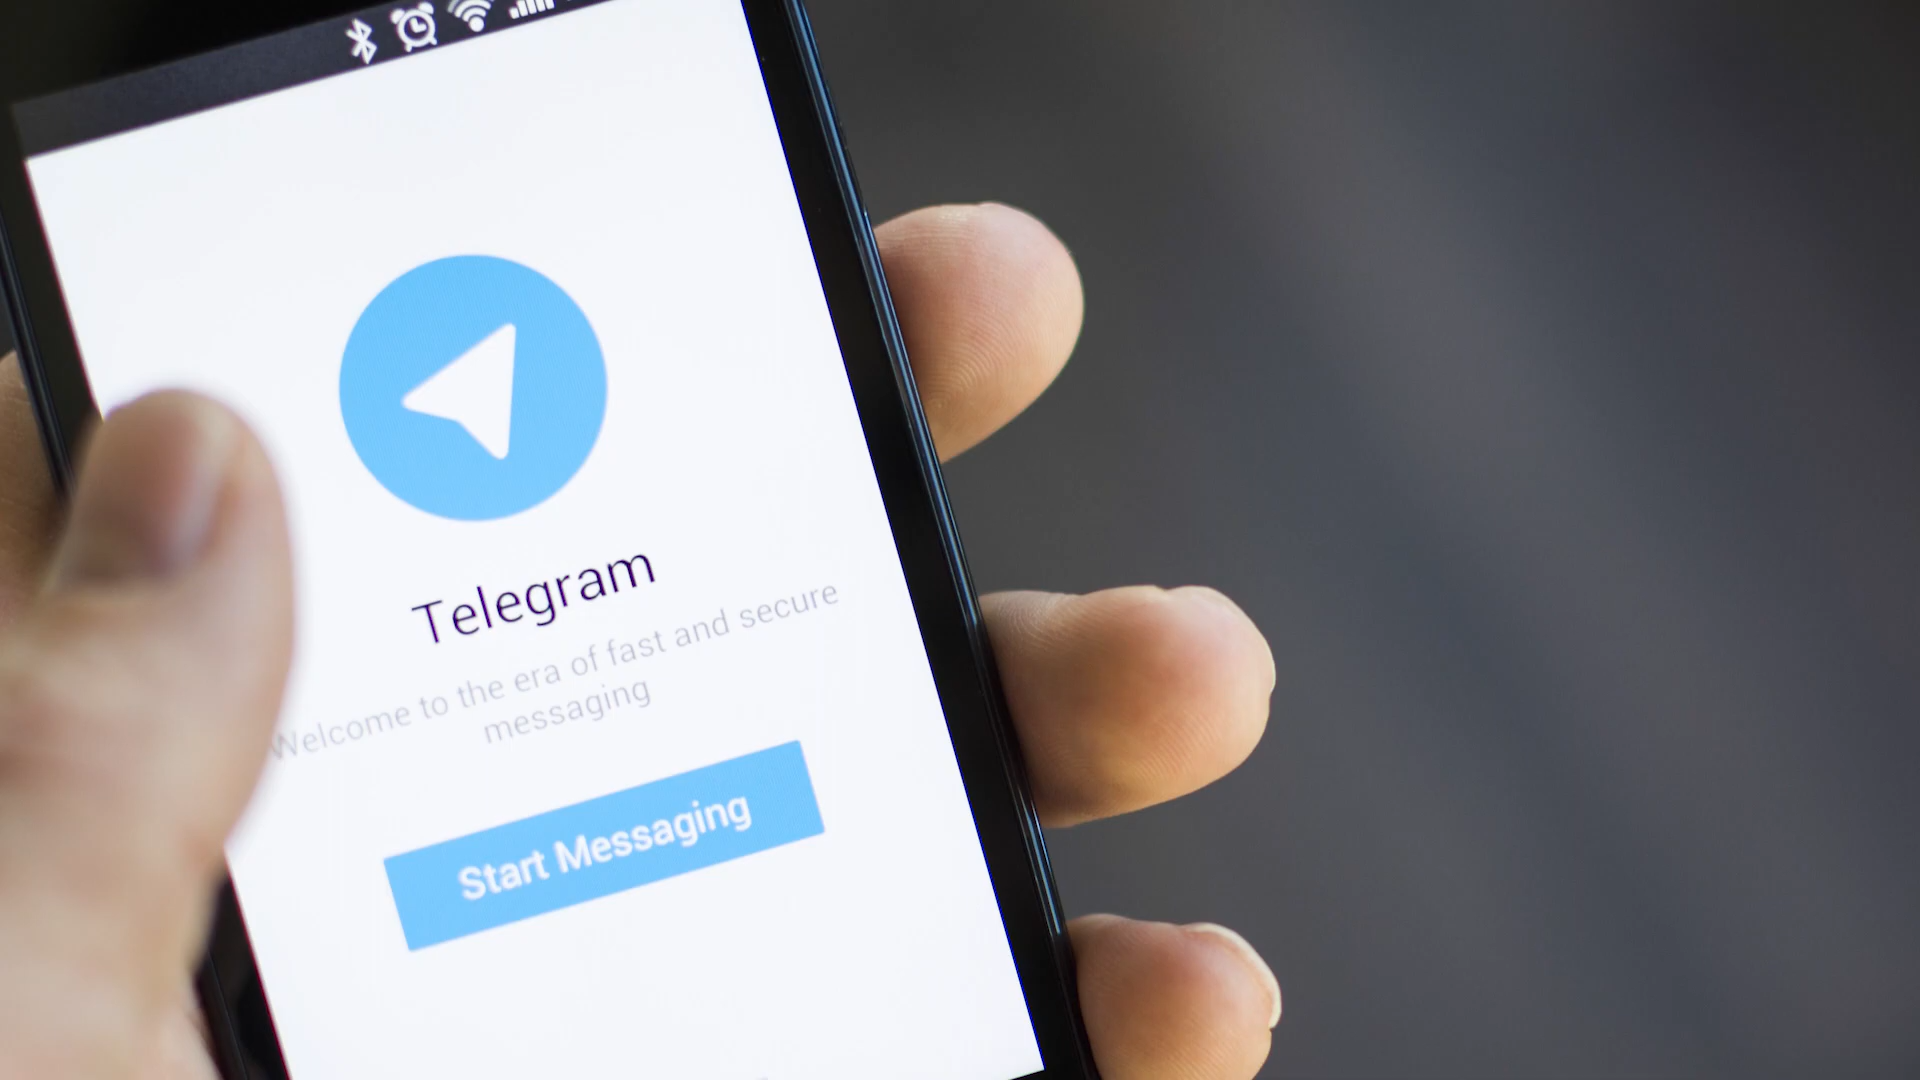 Telegram
Welcome to the era of fast and secure
messaging
Start Messaging